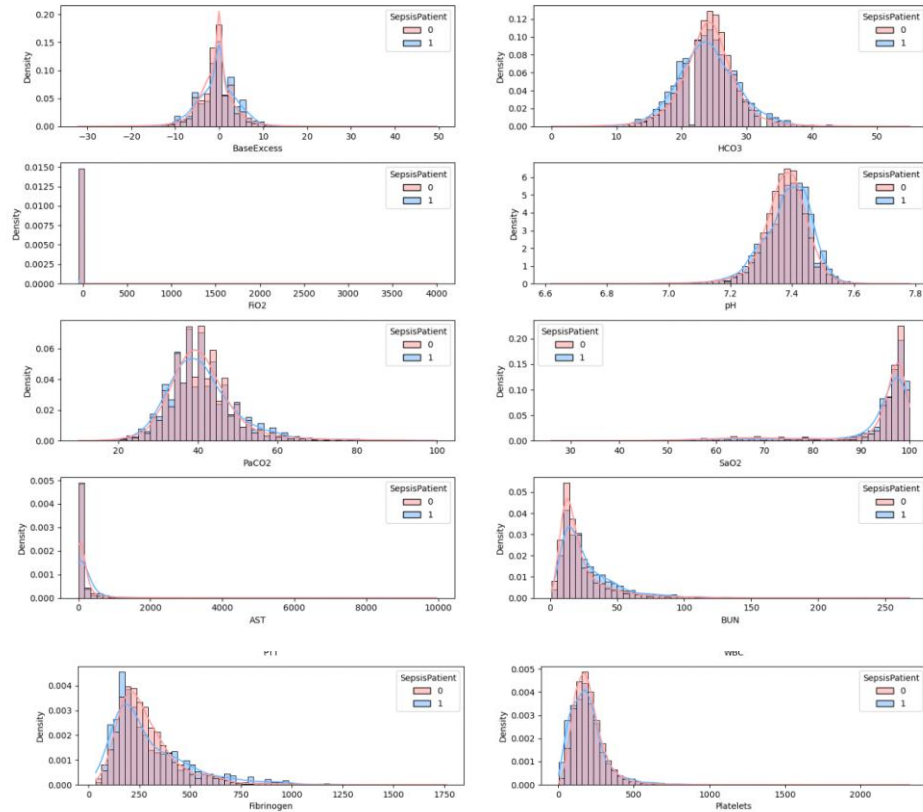 SepsisPatient
0
1
Density
0.20
0.15
0.10
0.05
0.00
−30 −20 −10 0 10 20 30 40 50
BaseExcess
SepsisPatient
0
1
Density
0.12
0.10
0.08
0.06
0.04
0.02
0.00
0 10 20 30 40 50
HCO3
SepsisPatient
0
1
Density
0.0150
0.0125
0.0100
0.0075
0.0050
0.0025
0.0000
0 500 1000 1500 2000 2500 3000 3500 4000
FiO2
SepsisPatient
0
1
Density
6
5
4
3
2
1
0
6.6 7.0 7.2 7.4 7.6 7.8
pH
SepsisPatient
0
1
Density
0.06
0.04
0.02
0.00
20 40 60 80 100
PaCO2
SepsisPatient
0
1
Density
0.20
0.15
0.10
0.05
0.00
30 40 50 60 70 80 90 100
SaO2
SepsisPatient
0
1
Density
0.005
0.004
0.003
0.002
0.001
0.000
0 2000 4000 6000 8000 10000
AST
SepsisPatient
0
1
Density
0.05
0.04
0.03
0.02
0.01
0.00
0 50 100 150 200 250
BUN
SepsisPatient
0
1
Density
0.004
0.003
0.002
0.001
0.000
0 250 500 750 1000 1250 1500 1750
Fibrinogen
WBC
SepsisPatient
0
1
Density
0.005
0.004
0.003
0.002
0.001
0.000
0 500 1000 1500 2000
Platelets